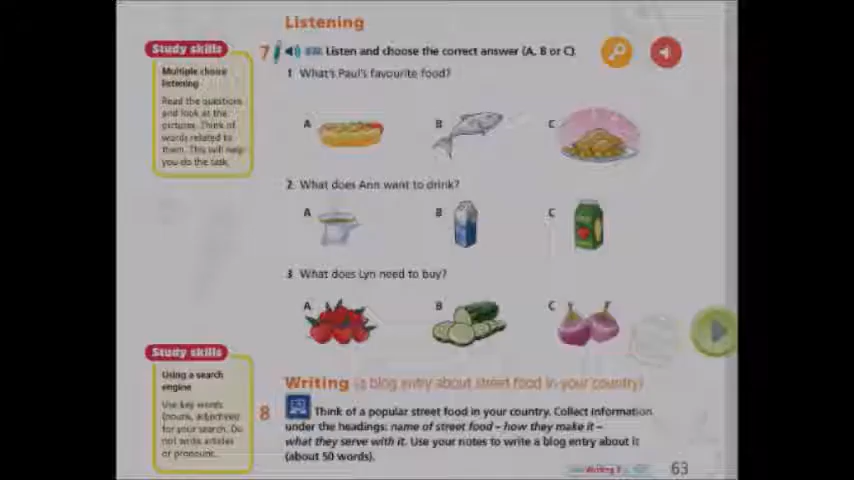 Listening
Study skills
Multiple choice
listening
Read the questions
and look at the
pictures. Think of
words related to
them. This will help
you do the task.
7 Listen and choose the correct answer (A, B or C).
1 What's Paul's favourite food?
A B C
2 What does Ann want to drink?
A B C
3 What does Lyn need to buy?
A B C
Study skills
Using a search
engine
Use key words
(nouns, adjectives)
for your search. Do
not write articles
or pronouns.
Writing (a blog entry about street food in your country)
8 Think of a popular street food in your country. Collect information
under the headings: name of street food – how they make it –
what they serve with it. Use your notes to write a blog entry about it
(about 50 words).
63